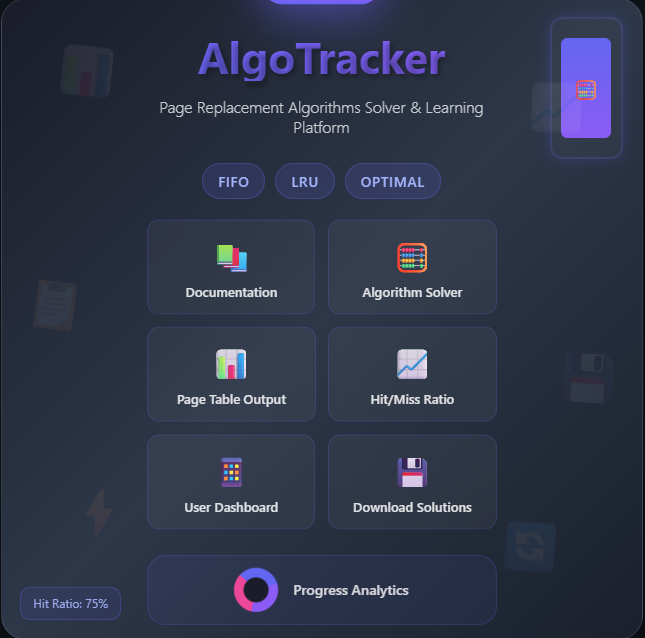 AlgoTracker
Page Replacement Algorithms Solver & Learning
Platform
FIFO LRU OPTIMAL
Documentation Algorithm Solver
Page Table Output Hit/Miss Ratio
User Dashboard Download Solutions
Progress Analytics
Hit Ratio: 75%